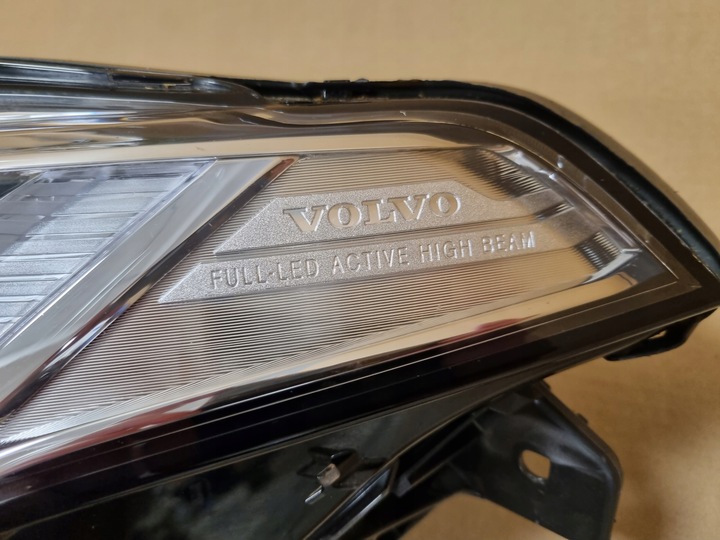 VOLVO
FULL-LED ACTIVE HIGH BEAM